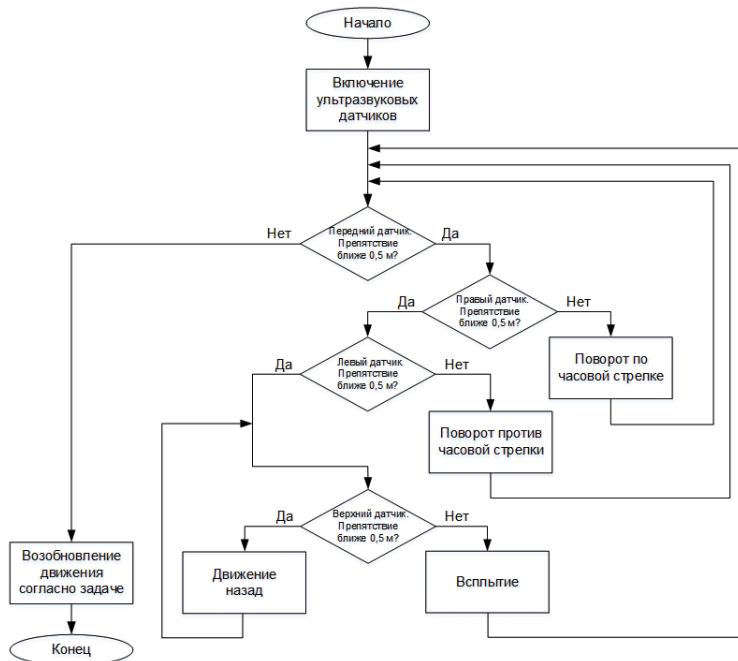 Начало
Включение
ультразвуковых
датчиков
Передний датчик.
Препятствие
ближе 0,5 м?
Нет
Да
Правый датчик.
Препятствие
ближе 0,5 м?
Да
Нет
Поворот по
часовой стрелке
Левый датчик.
Препятствие
ближе 0,5 м?
Да
Нет
Поворот против
часовой стрелки
Верхний датчик.
Препятствие
ближе 0,5 м?
Да
Нет
Движение
назад
Всплытие
Возобновление
движения
согласно задаче
Конец